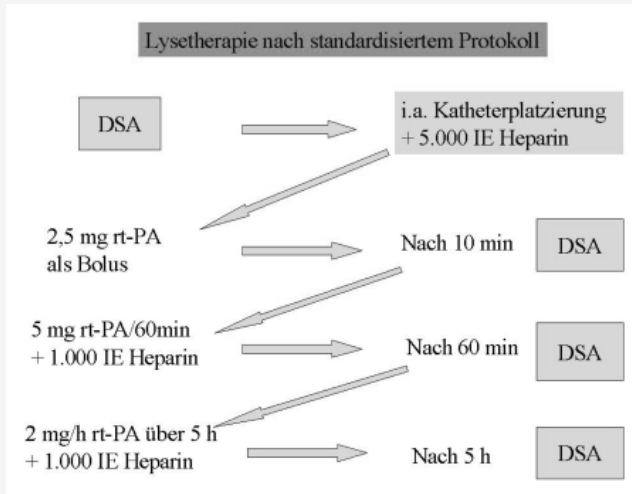 Lysetherapie nach standardisiertem Protokoll
DSA
i.a. Katheterplatzierung
+ 5.000 IE Heparin
2,5 mg rt-PA
als Bolus
Nach 10 min
DSA
5 mg rt-PA/60min
+ 1.000 IE Heparin
Nach 60 min
DSA
2 mg/h rt-PA über 5 h
+ 1.000 IE Heparin
Nach 5 h
DSA